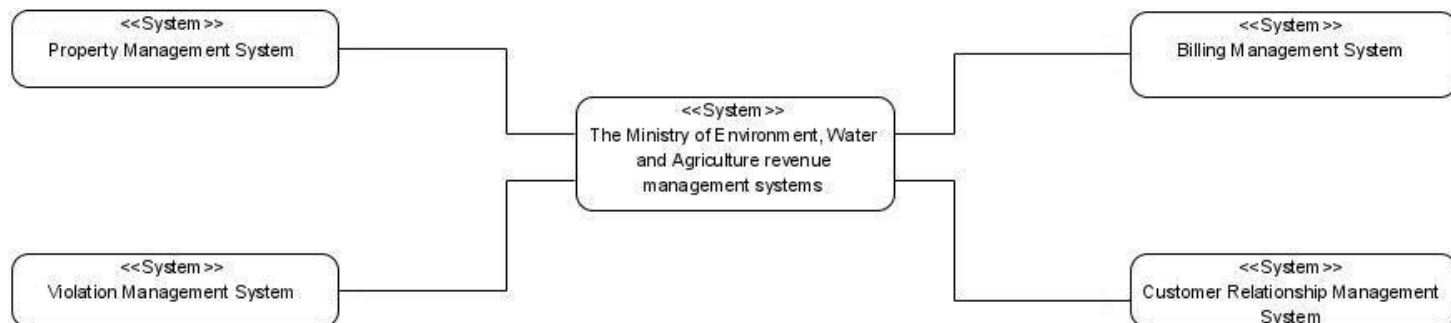 <<System>>
Property Management System
<<System>>
Billing Management System
<<System>>
The Ministry of Environment, Water
and Agriculture revenue
management systems
<<System>>
Violation Management System
<<System>>
Customer Relationship Management
System